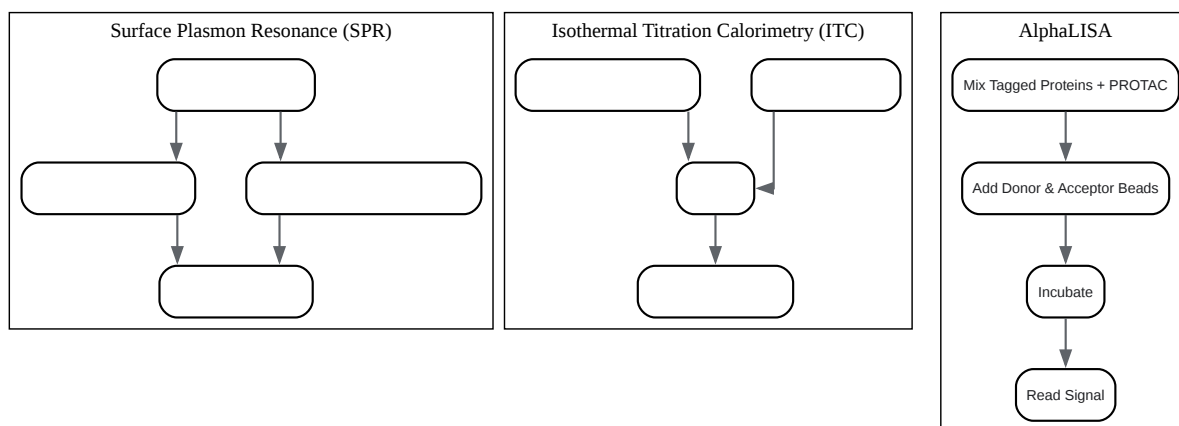 Surface Plasmon Resonance (SPR)
Isothermal Titration Calorimetry (ITC)
AlphaLISA
Mix Tagged Proteins + PROTAC
Add Donor & Acceptor Beads
Incubate
Read Signal